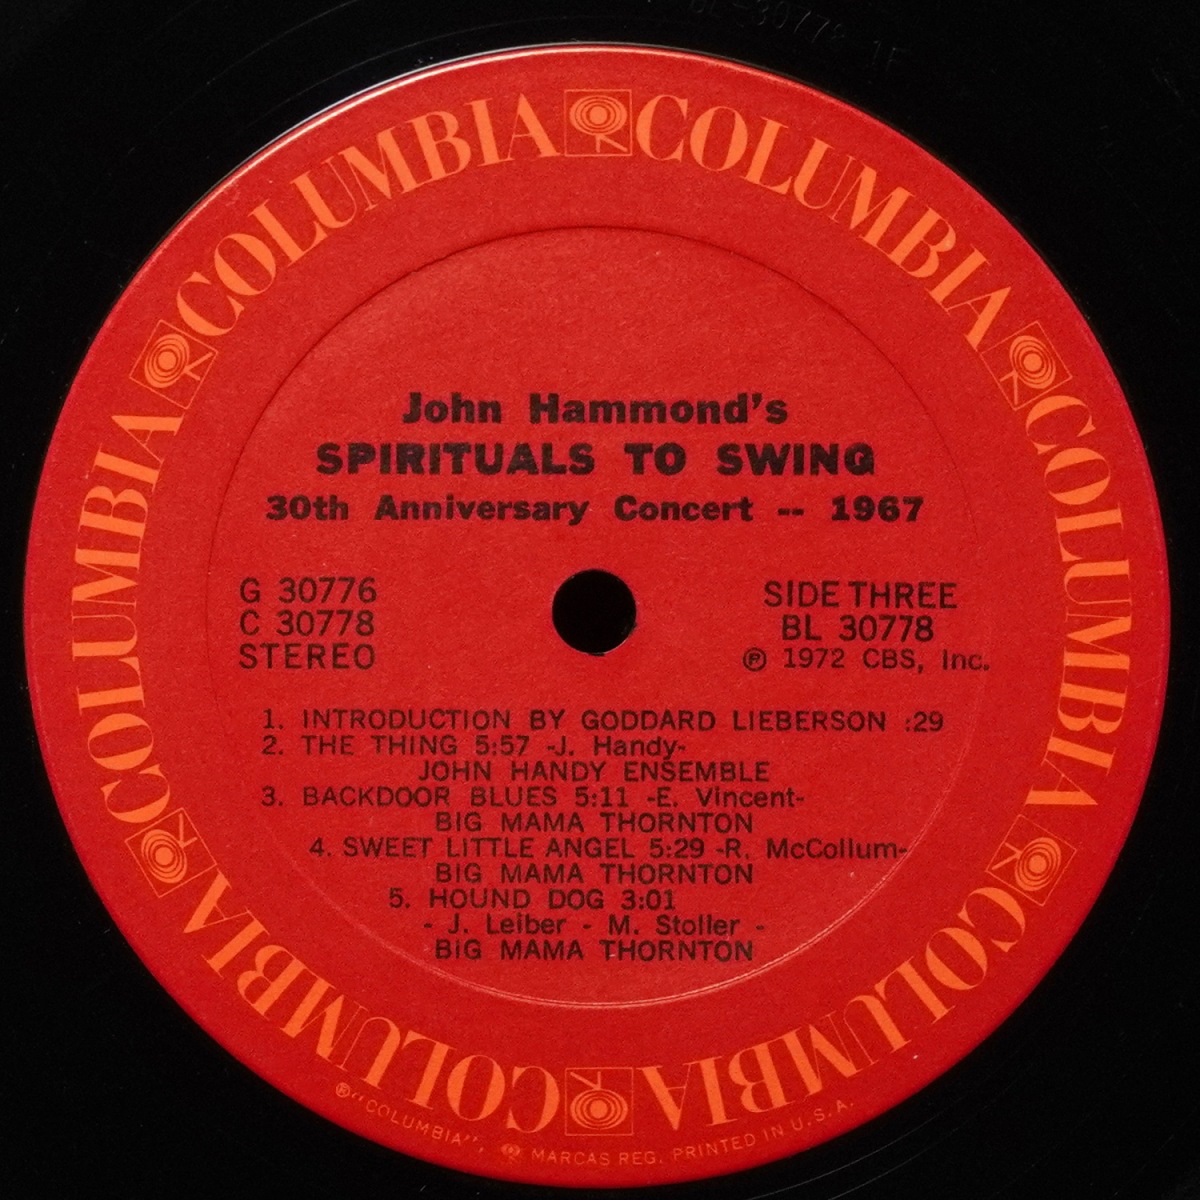 BL-30778 1F
COLUMBIA COLUMBIA COLUMBIA COLUMBIA COLUMBIA COLUMBIA
John Hammond's
SPIRITUALS TO SWING
30th Anniversary Concert -- 1967
G 30776
C 30778
STEREO
SIDE THREE
BL 30778
℗ 1972 CBS, Inc.
1. INTRODUCTION BY GODDARD LIEBERSON :29
2. THE THING 5:57 -J. Handy-
JOHN HANDY ENSEMBLE
3. BACKDOOR BLUES 5:11 -E. Vincent-
BIG MAMA THORNTON
4. SWEET LITTLE ANGEL 5:29 -R. McCollum-
BIG MAMA THORNTON
5. HOUND DOG 3:01
- J. Leiber - M. Stoller -
BIG MAMA THORNTON
®"COLUMBIA", MARCAS REG. PRINTED IN U.S.A.